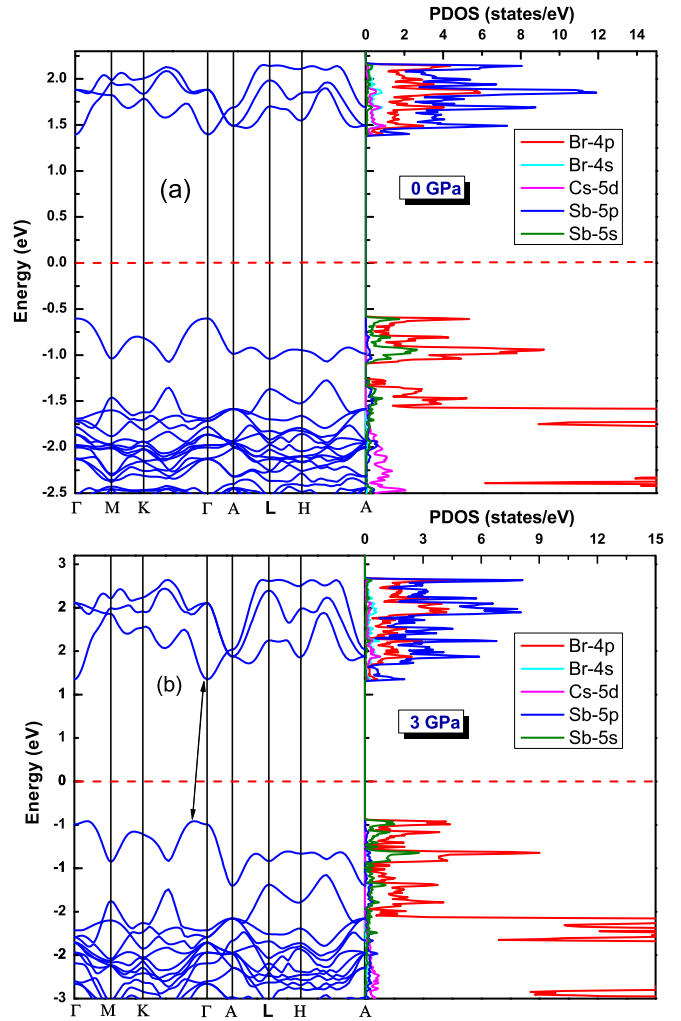 PDOS (states/eV)
0 2 4 6 8 10 12 14
2.0
1.5
1.0
0.5
0.0
-0.5
-1.0
-1.5
-2.0
-2.5
Energy (eV)
(a)
0 GPa
Br-4p
Br-4s
Cs-5d
Sb-5p
Sb-5s
Γ M K Γ A L H A
PDOS (states/eV)
0 3 6 9 12 15
3
2
2
1
1
0
-1
-1
-2
-2
-3
Energy (eV)
(b)
3 GPa
Br-4p
Br-4s
Cs-5d
Sb-5p
Sb-5s
Γ M K Γ A L H A